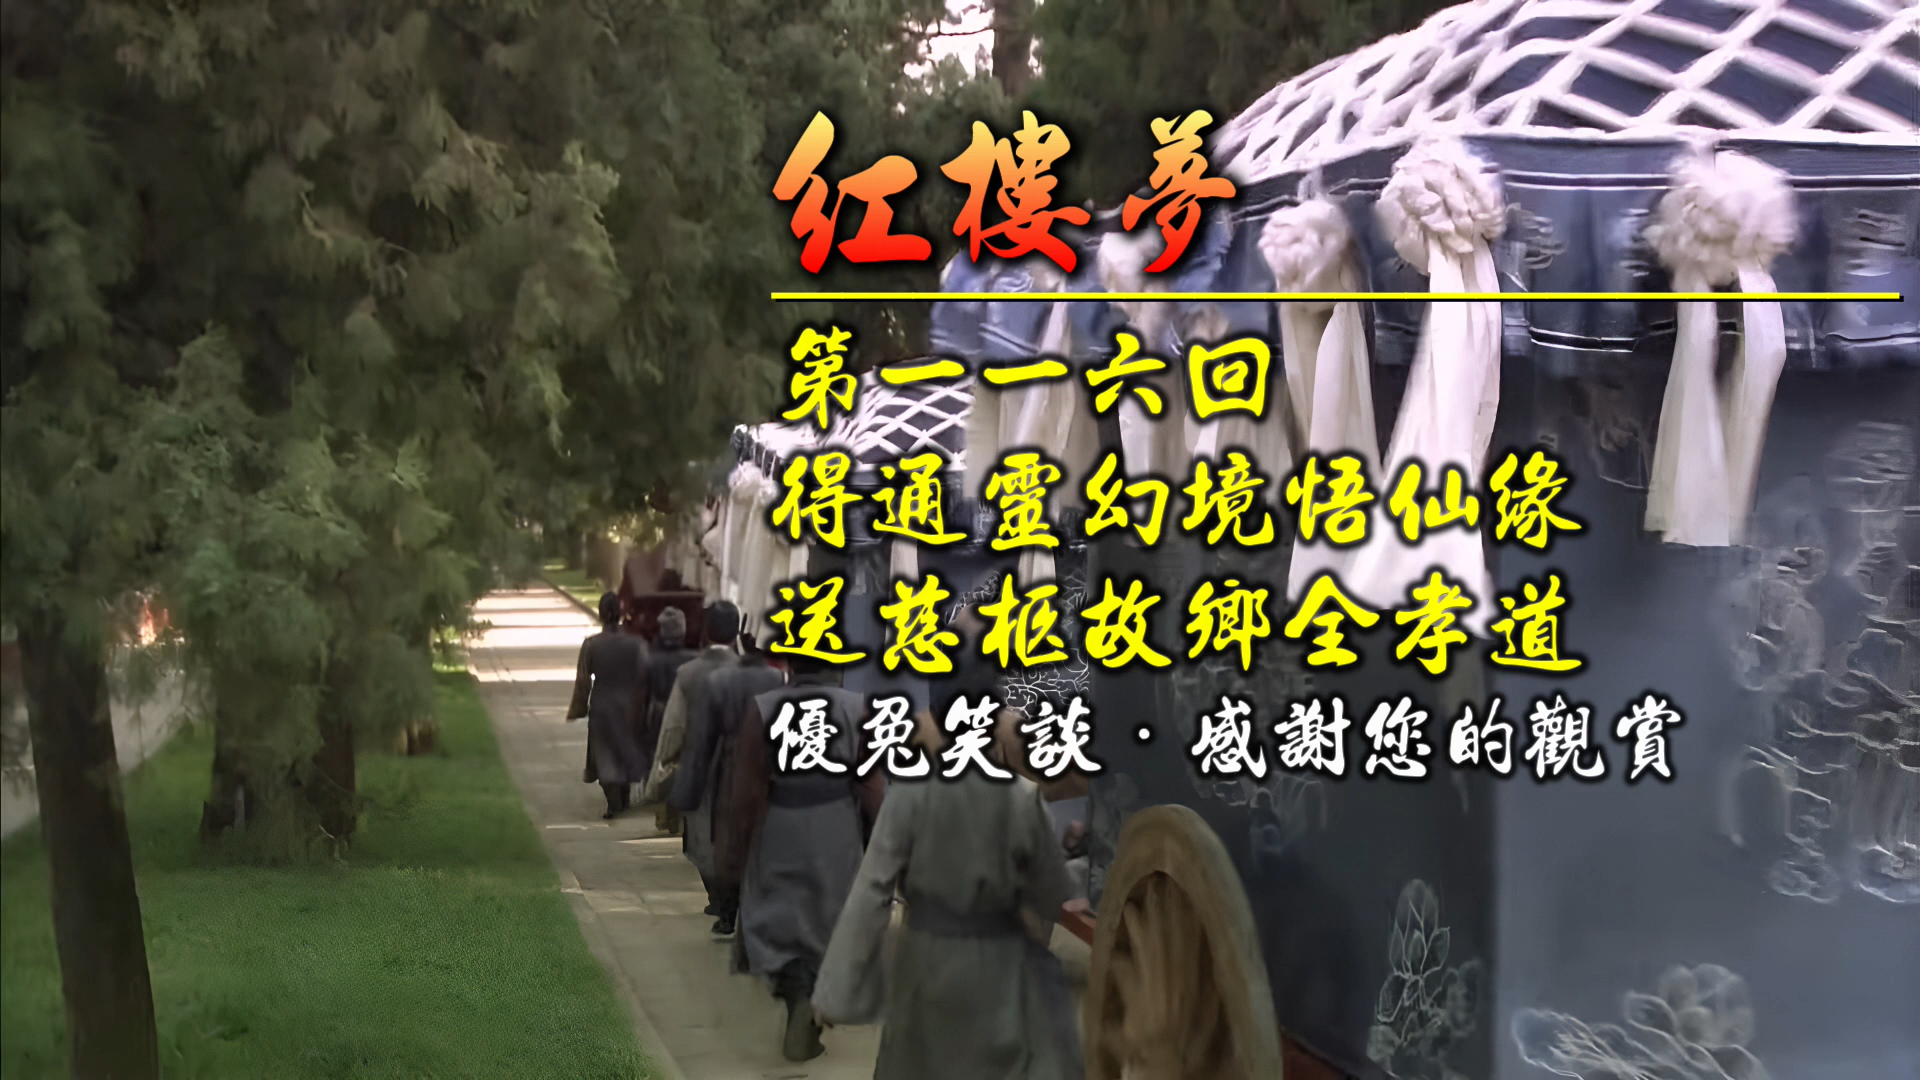 红樓夢
第一一六回
得通靈幻境悟仙缘
送慈柩故鄉全孝道
優兔笑談·感謝您的觀賞